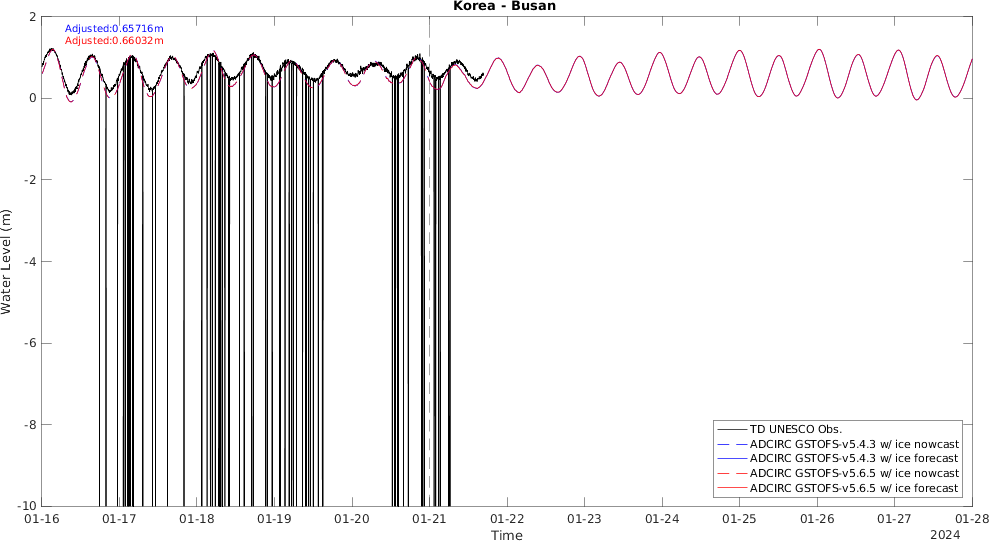 Korea - Busan
Adjusted:0.65716m
Adjusted:0.66032m
Water Level (m)
2
0
-2
-4
-6
-8
-10
TD UNESCO Obs.
ADCIRC GSTOFS-v5.4.3 w/ ice nowcast
ADCIRC GSTOFS-v5.4.3 w/ ice forecast
ADCIRC GSTOFS-v5.6.5 w/ ice nowcast
ADCIRC GSTOFS-v5.6.5 w/ ice forecast
01-16 01-17 01-18 01-19 01-20 01-21 01-22 01-23 01-24 01-25 01-26 01-27 01-28
Time
2024